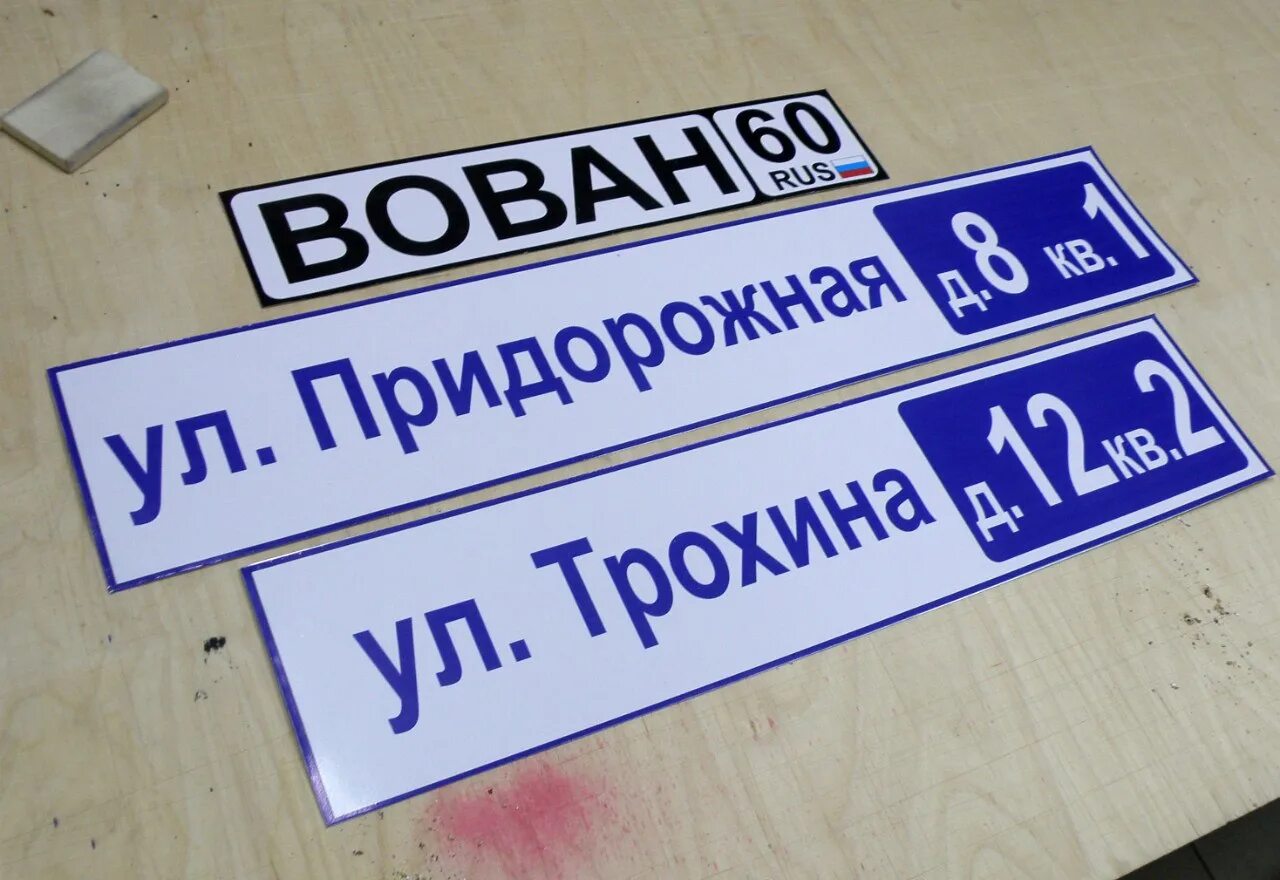 ВОВАН 60 RUS
ул. Придорожная д.8 кв.1
ул. Трохина д.12 кв.2